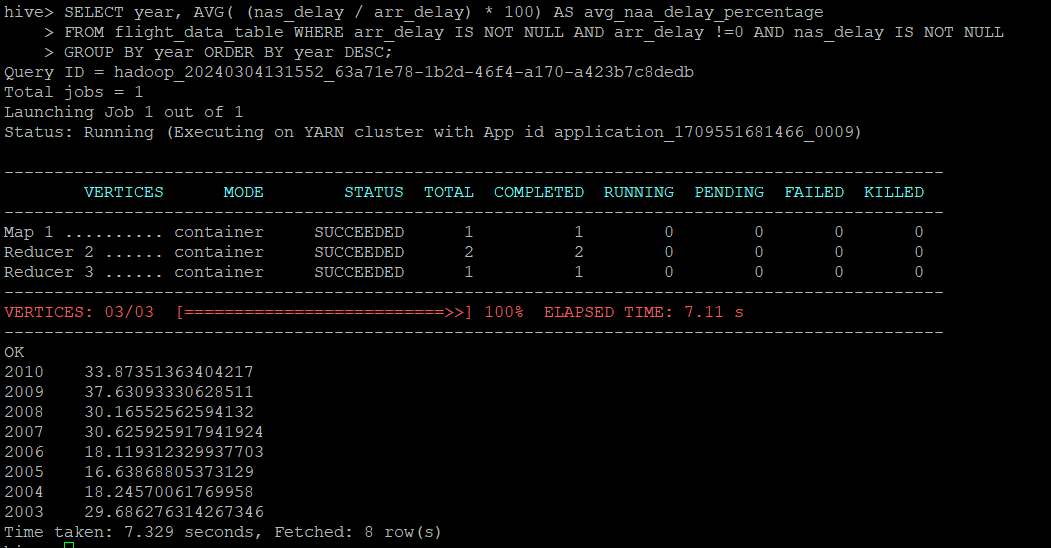 hive> SELECT year, AVG( (nas_delay / arr_delay) * 100) AS avg_naa_delay_percentage
    > FROM flight_data_table WHERE arr_delay IS NOT NULL AND arr_delay !=0 AND nas_delay IS NOT NULL
    > GROUP BY year ORDER BY year DESC;
Query ID = hadoop_20240304131552_63a71e78-1b2d-46f4-a170-a423b7c8dedb
Total jobs = 1
Launching Job 1 out of 1
Status: Running (Executing on YARN cluster with App id application_1709551681466_0009)
----------------------------------------------------------------------------------------------
        VERTICES      MODE        STATUS  TOTAL  COMPLETED  RUNNING  PENDING  FAILED  KILLED
----------------------------------------------------------------------------------------------
Map 1 .......... container     SUCCEEDED      1          1        0        0       0       0
Reducer 2 ...... container     SUCCEEDED      2          2        0        0       0       0
Reducer 3 ...... container     SUCCEEDED      1          1        0        0       0       0
----------------------------------------------------------------------------------------------
VERTICES: 03/03  [==========================>>] 100%  ELAPSED TIME: 7.11 s
----------------------------------------------------------------------------------------------
OK
2010    33.87351363404217
2009    37.63093330628511
2008    30.16552562594132
2007    30.625925917941924
2006    18.119312329937703
2005    16.63868805373129
2004    18.24570061769958
2003    29.686276314267346
Time taken: 7.329 seconds, Fetched: 8 row(s)